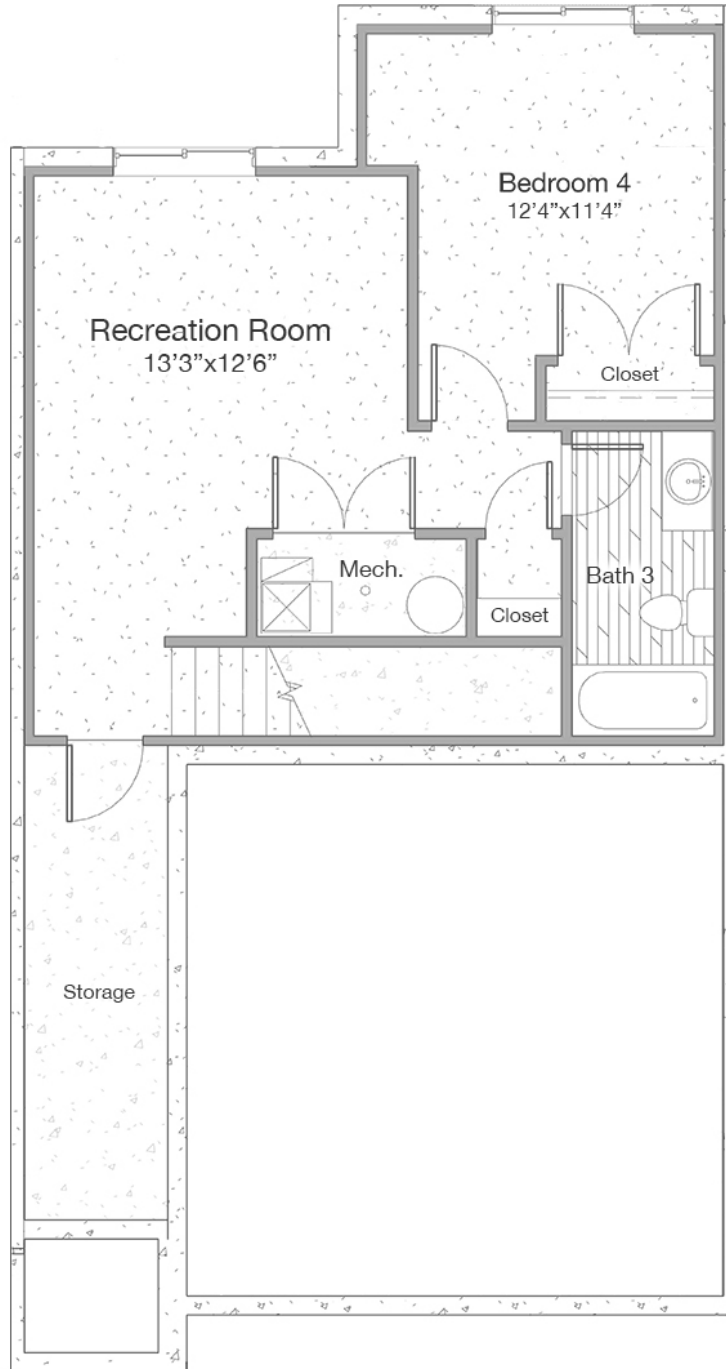 Bedroom 4
12’4”x11’4”
Recreation Room
13’3”x12’6”
Closet
Mech.
Bath 3
Closet
Storage